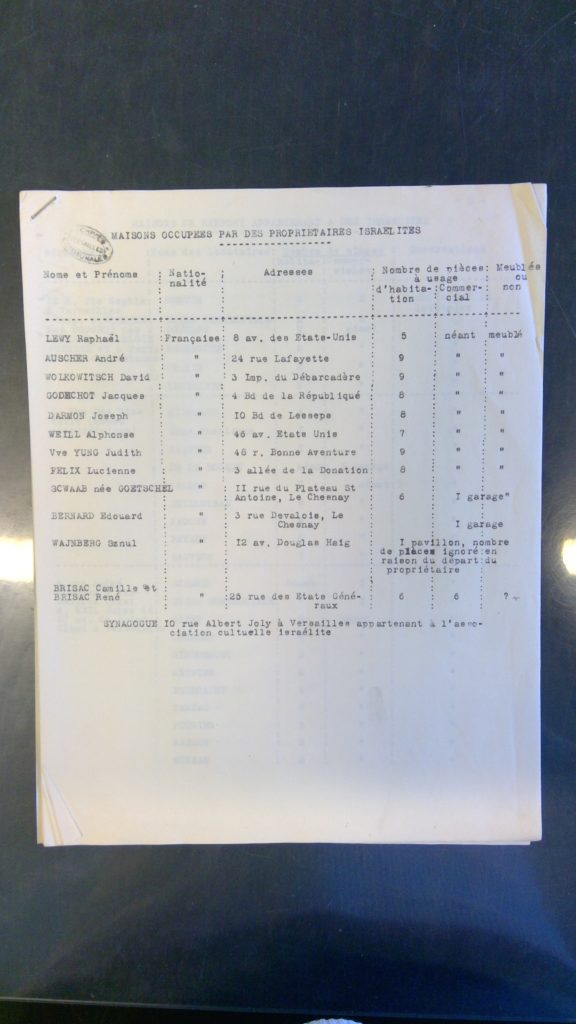 MAISONS OCCUPEES PAR DES PROPRIETAIRES ISRAELITES
Noms et Prénoms : Natio- : Adresses : Nombre de pièces : Meublés
nalité à usage ou
d'habita- : Commer- non
tion cial
LEWY Raphaël Française 8 av. des Etats-Unis 5 néant meublé
AUSCHER André " 24 rue Lafayette 9 " "
WOLKOWITSCH David " 3 Imp. du Débarcadère 9 " "
GODECHOT Jacques " 4 Bd de la Républiqué 8 " "
DARMON Joseph " IO Bd de Lesseps 8 " "
WEILL Alphonse " 46 av. Etats Unis 7 " "
Vve YUNG Judith " 48 r. Bonne Aventure 9 " "
FELIX Lucienne " 3 allée de la Donation 8 " "
SCWAAB née GOETSCHEL " II rue du Plateau St
Antoine, Le Chesnay 6 I garage "
BERNARD Edouard " 3 rue Devalois, Le
Chesnay I garage
WAJNBERG Sznul " I2 av. Douglas Haig I pavillon, nombre
de pièces ignoré en
raison du départ du
propriétaire
BRISAC Camille et
BRISAC René " 25 rue des Etats Géné- 6 6 ?
raux
SYNAGOGUE IO rue Albert Joly à Versailles appartenant à l'asso-
ciation cultuelle israélite